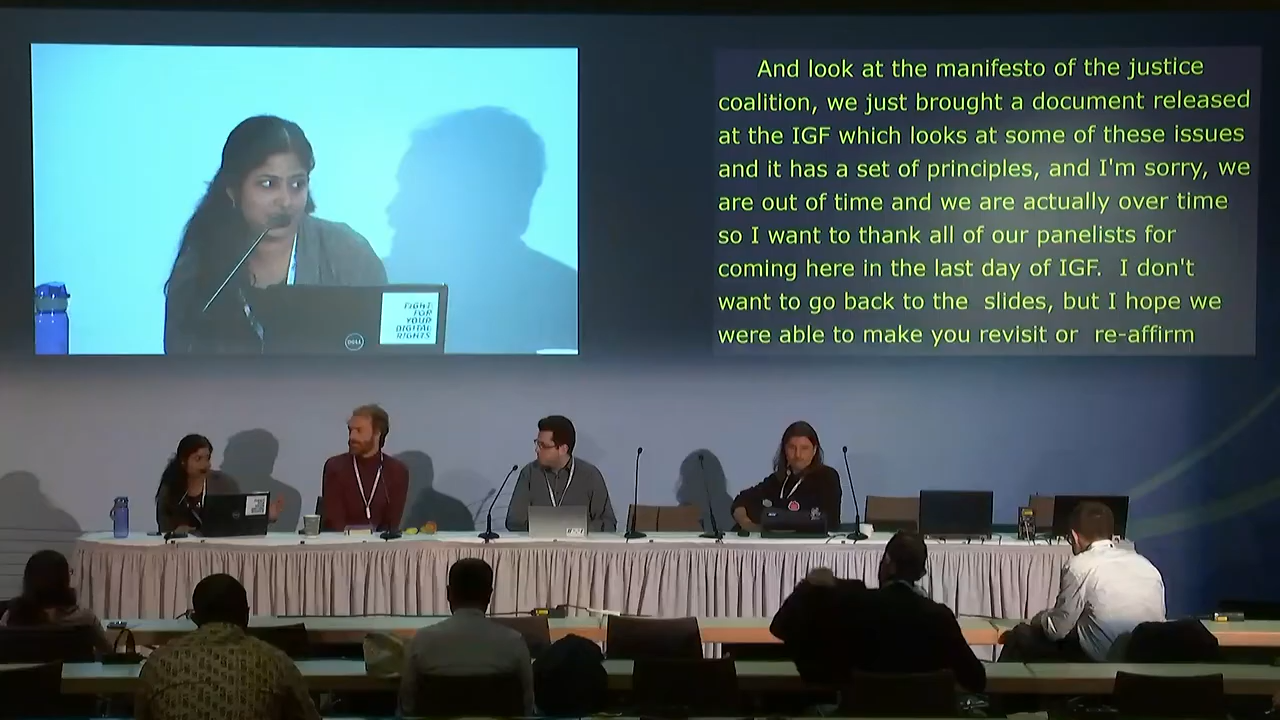 And look at the manifesto of the justice
coalition, we just brought a document released
at the IGF which looks at some of these issues
and it has a set of principles, and I'm sorry, we
are out of time and we are actually over time
so I want to thank all of our panelists for
coming here in the last day of IGF.  I don't
want to go back to the  slides, but I hope we
were able to make you revisit or  re-affirm
FIGHT
FOR
YOUR
DIGITAL
RIGHTS
DELL